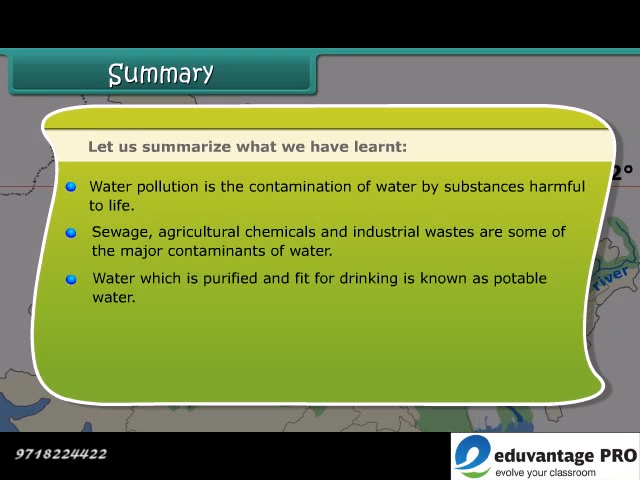 Summary
Let us summarize what we have learnt:
Water pollution is the contamination of water by substances harmful
to life.
Sewage, agricultural chemicals and industrial wastes are some of
the major contaminants of water.
Water which is purified and fit for drinking is known as potable
water.
2°
river
9718224422
eduvantage PRO
evolve your classroom